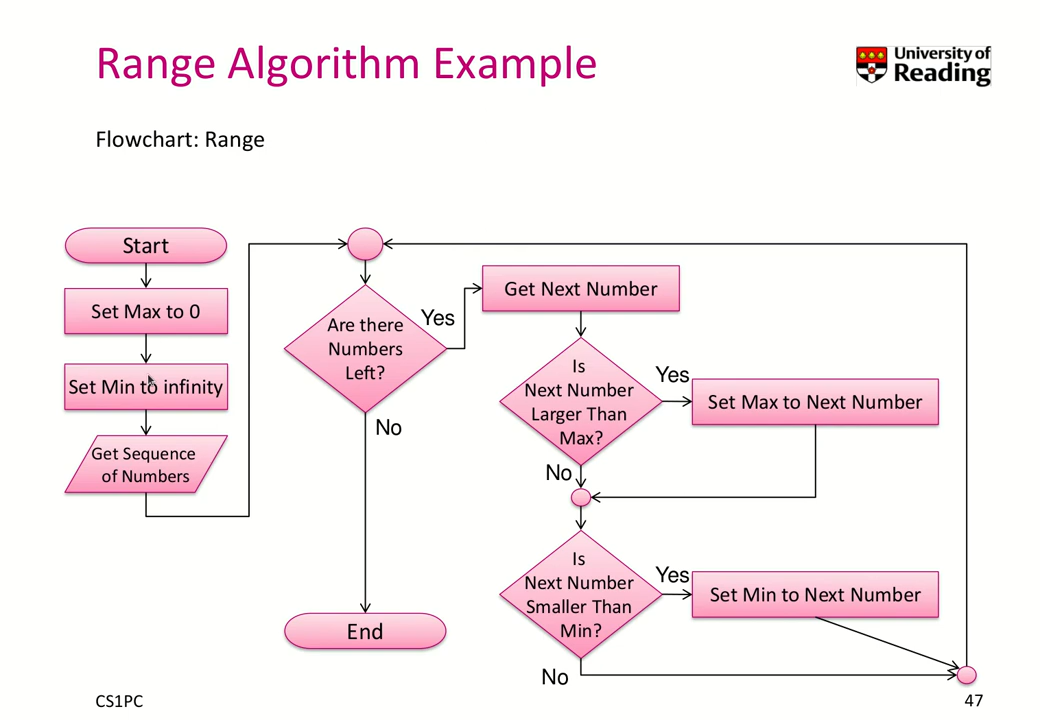 Range Algorithm Example
University of
Reading
Flowchart: Range
Start
Set Max to 0
Set Min to infinity
Get Sequence
of Numbers
Are there
Numbers
Left?
Yes
No
End
Get Next Number
Is
Next Number
Larger Than
Max?
Yes
Set Max to Next Number
No
Is
Next Number
Smaller Than
Min?
Yes
Set Min to Next Number
No
CS1PC
47